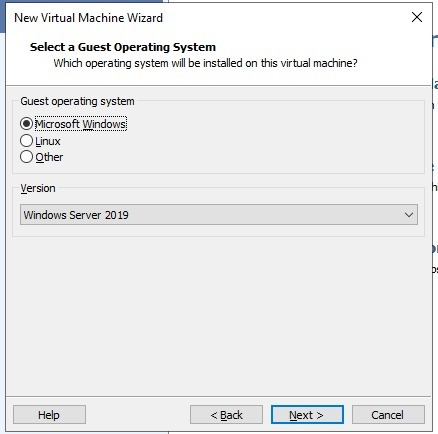 New Virtual Machine Wizard
Select a Guest Operating System
Which operating system will be installed on this virtual machine?
Guest operating system
Microsoft Windows
Linux
Other
Version
Windows Server 2019
Help
< Back
Next >
Cancel